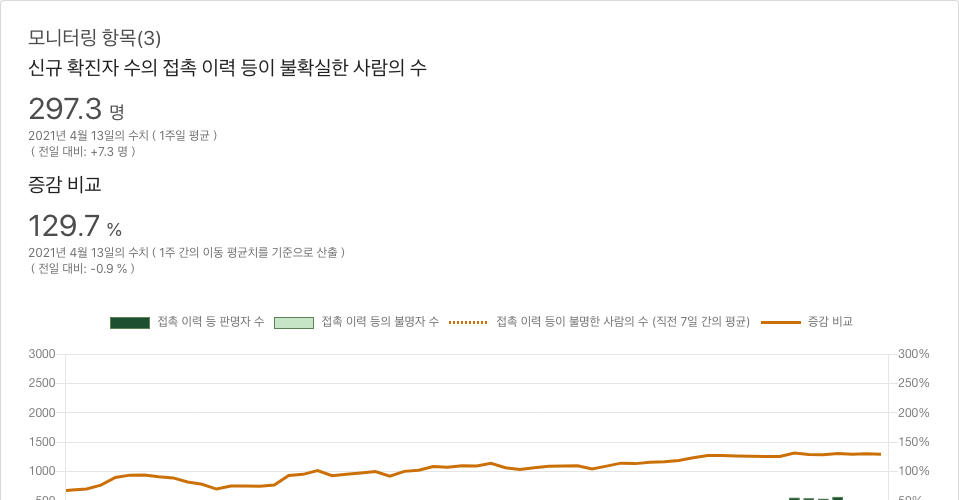 모니터링 항목(3)
신규 확진자 수의 접촉 이력 등이 불확실한 사람의 수
297.3 명
2021년 4월 13일의 수치 ( 1주일 평균 )
( 전일 대비: +7.3 명 )
증감 비교
129.7 %
2021년 4월 13일의 수치 ( 1주 간의 이동 평균치를 기준으로 산출 )
( 전일 대비: -0.9 % )
접촉 이력 등 판명자 수 접촉 이력 등의 불명자 수 접촉 이력 등이 불명한 사람의 수 (직전 7일 간의 평균) 증감 비교
3000 300%
2500 250%
2000 200%
1500 150%
1000 100%
500 50%